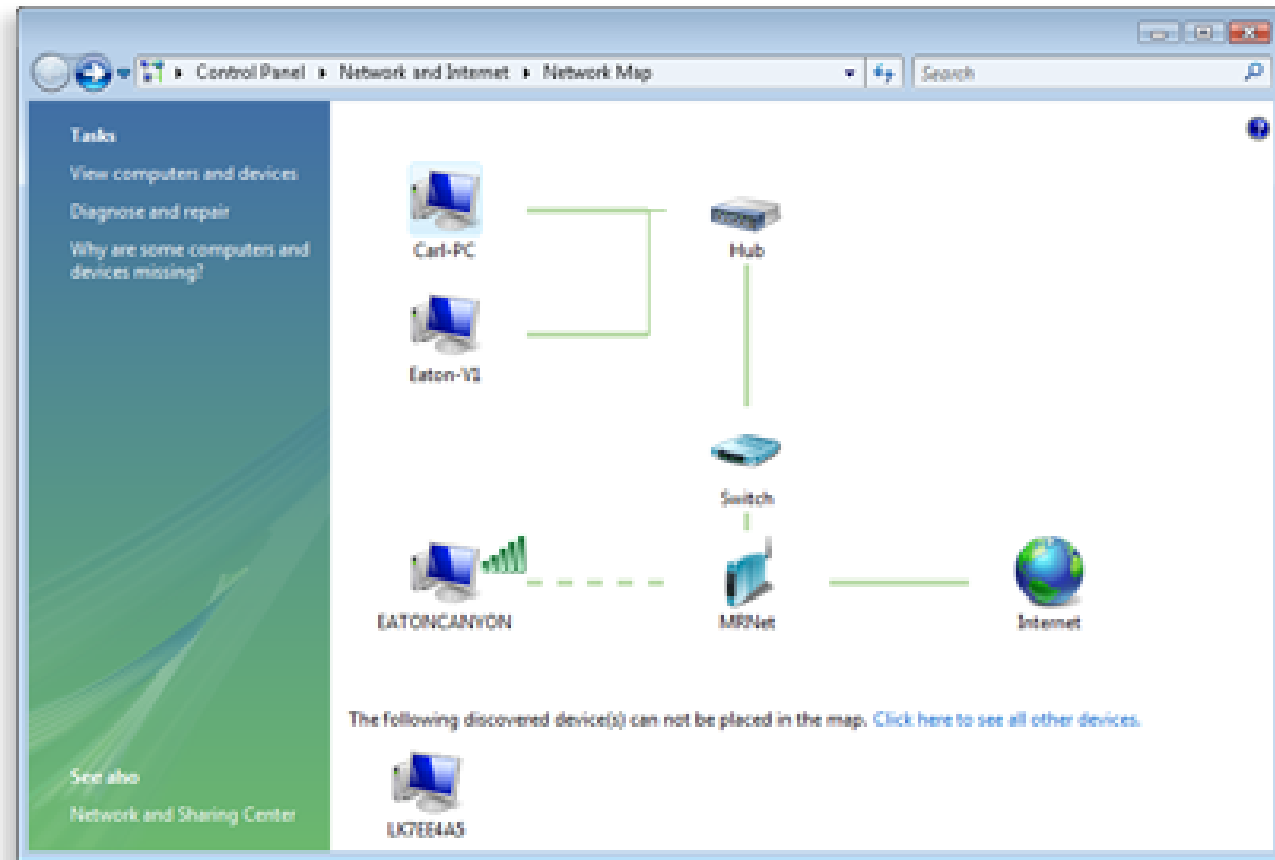 Control Panel Network and Internet Network Map
Search
Tasks
View computers and devices
Diagnose and repair
Why are some computers and
devices missing?
Carl-PC
Hub
Eaton-VI
Switch
EATONCANYON
MRNet
Internet
The following discovered device(s) can not be placed in the map. Click here to see all other devices.
See also
Network and Sharing Center
LK7EE4A5